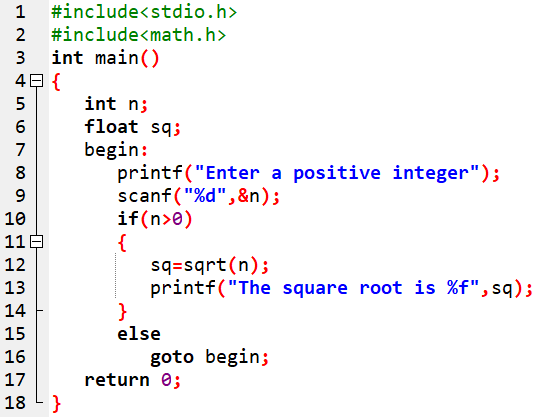 1 #include<stdio.h>
2 #include<math.h>
3 int main()
4 {
5 int n;
6 float sq;
7 begin:
8 printf("Enter a positive integer");
9 scanf("%d",&n);
10 if(n>0)
11 {
12 sq=sqrt(n);
13 printf("The square root is %f",sq);
14 }
15 else
16 goto begin;
17 return 0;
18 }